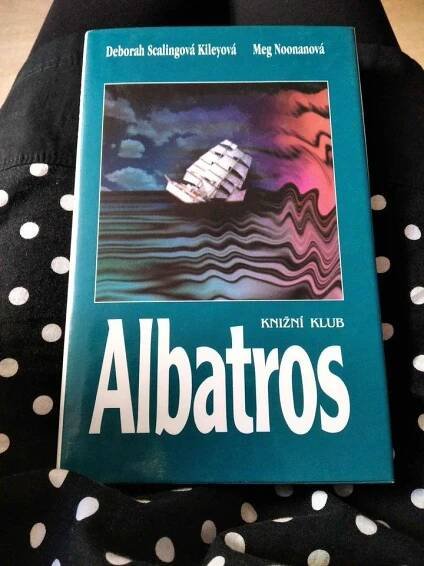 Deborah Scalingová Kileyová Meg Noonanová
KNIŽNÍ KLUB
Albatros